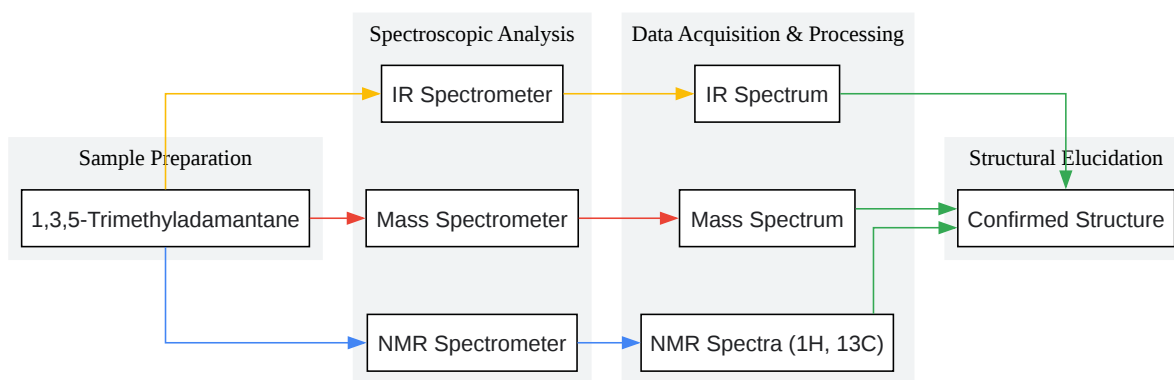 Spectroscopic Analysis
Data Acquisition & Processing
IR Spectrometer
IR Spectrum
Sample Preparation
Structural Elucidation
1,3,5-Trimethyladamantane
Mass Spectrometer
Mass Spectrum
Confirmed Structure
NMR Spectrometer
NMR Spectra (1H, 13C)